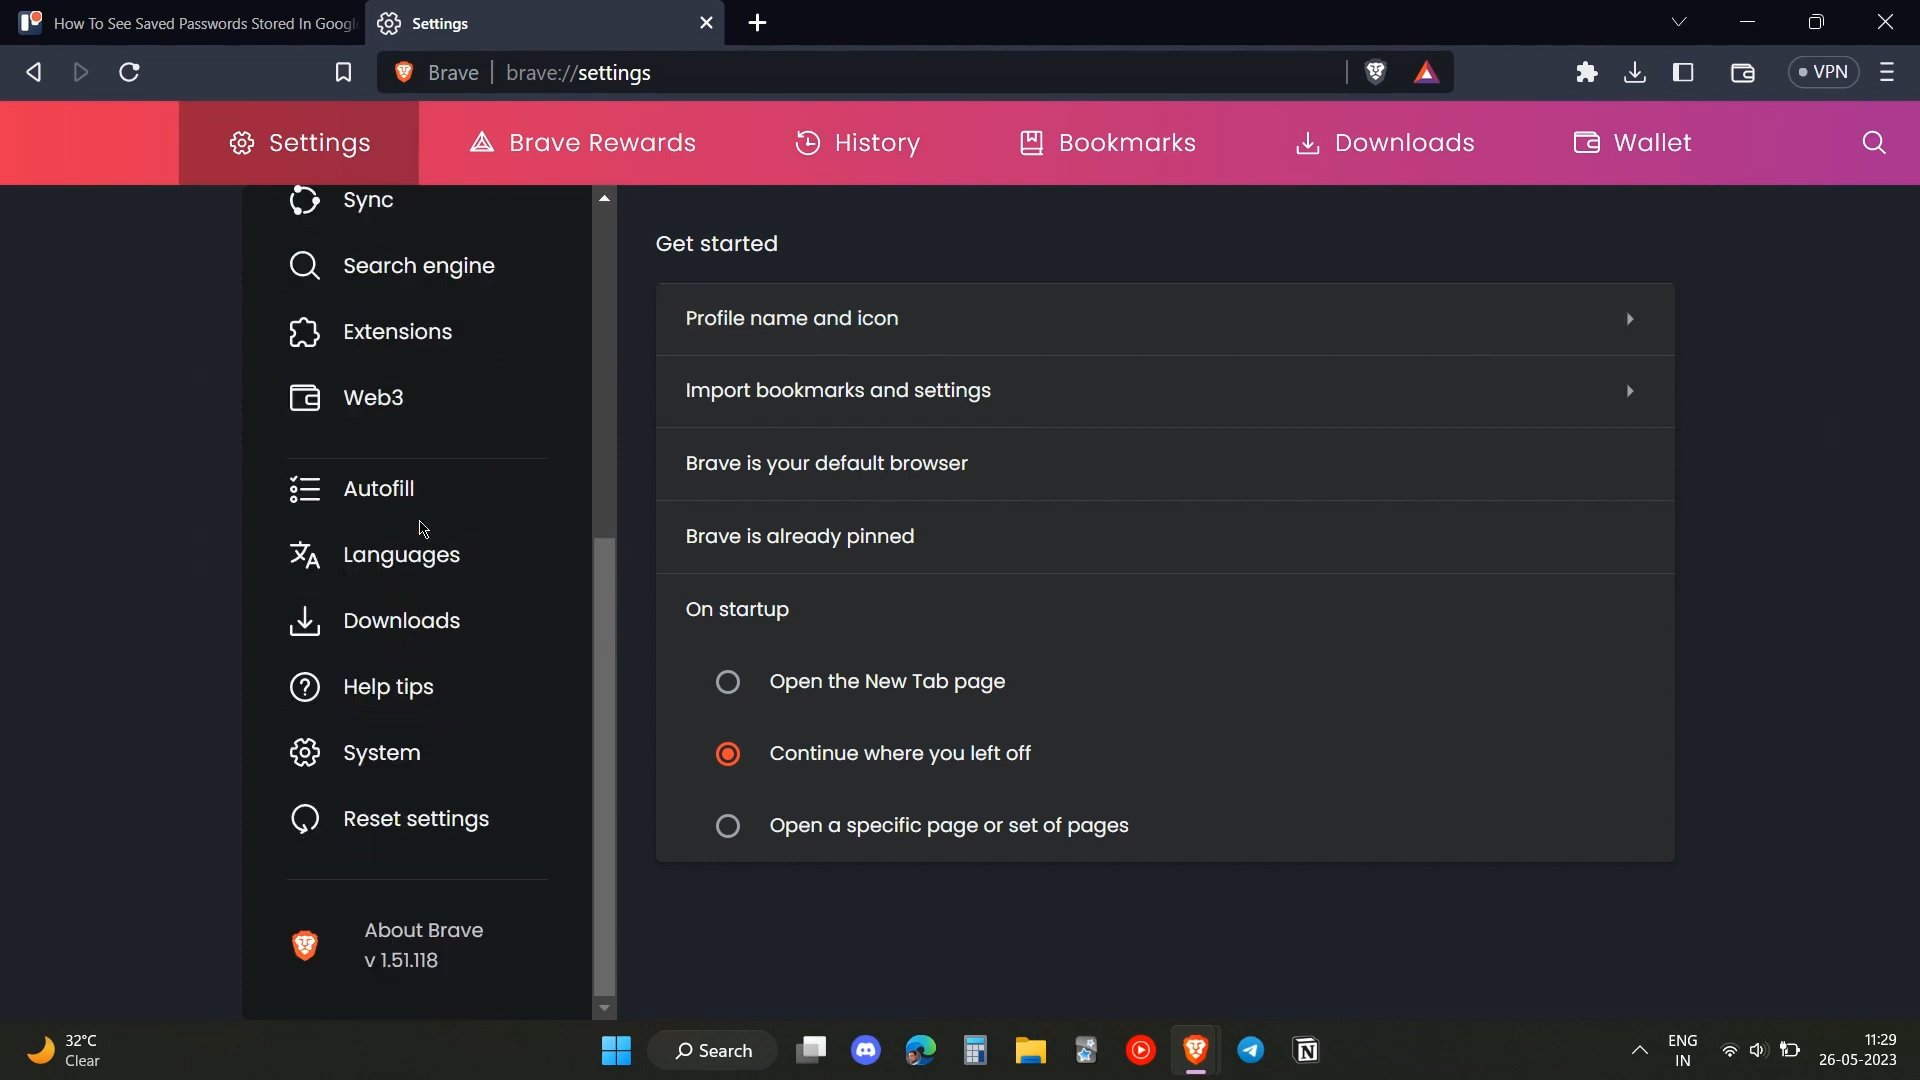 How To See Saved Passwords Stored In Googl
Settings
Brave
brave://settings
VPN
Settings
Brave Rewards
History
Bookmarks
Downloads
Wallet
Sync
Search engine
Extensions
Web3
Autofill
Languages
Downloads
Help tips
System
Reset settings
About Brave
v 1.51.118
Get started
Profile name and icon
Import bookmarks and settings
Brave is your default browser
Brave is already pinned
On startup
Open the New Tab page
Continue where you left off
Open a specific page or set of pages
32°C
Clear
Search
ENG
IN
11:29
26-05-2023